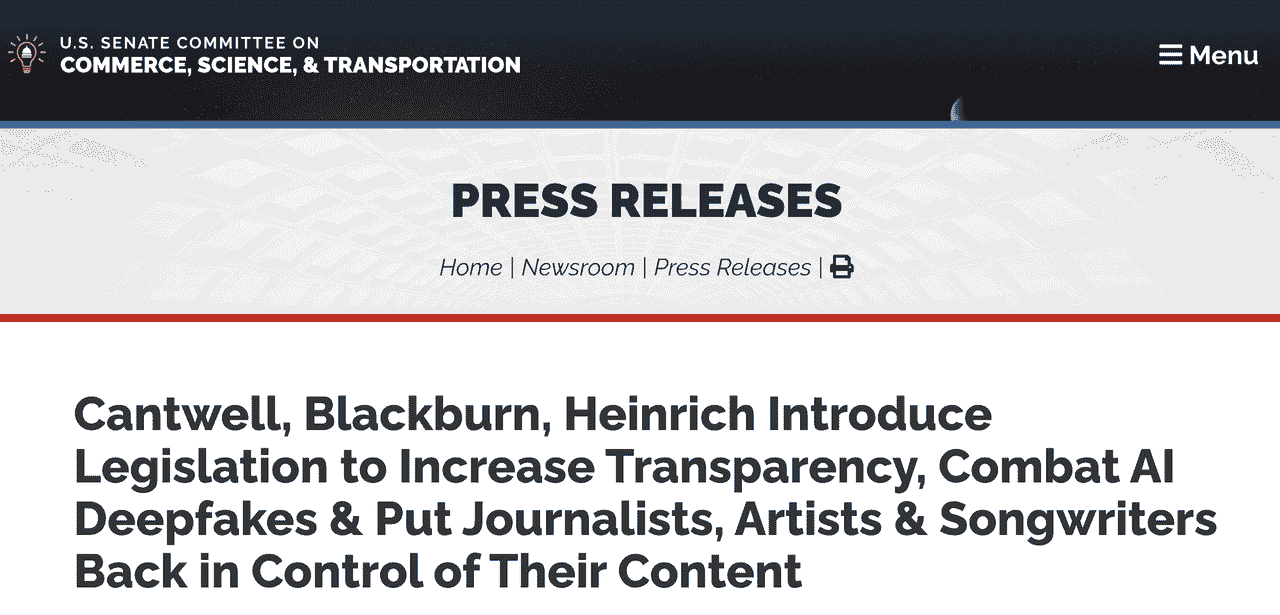 U.S. SENATE COMMITTEE ON
COMMERCE, SCIENCE, & TRANSPORTATION
Menu
PRESS RELEASES
Home | Newsroom | Press Releases |
Cantwell, Blackburn, Heinrich Introduce
Legislation to Increase Transparency, Combat AI
Deepfakes & Put Journalists, Artists & Songwriters
Back in Control of Their Content